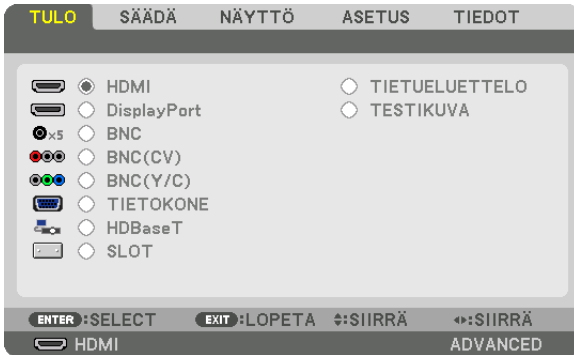 TULO SÄÄDÄ NÄYTTÖ ASETUS TIEDOT
HDMI TIETUELUETTELO
DisplayPort TESTIKUVA
×5 BNC
BNC(CV)
BNC(Y/C)
TIETOKONE
HDBaseT
SLOT
ENTER :SELECT EXIT :LOPETA :SIIRRÄ :SIIRRÄ
HDMI ADVANCED